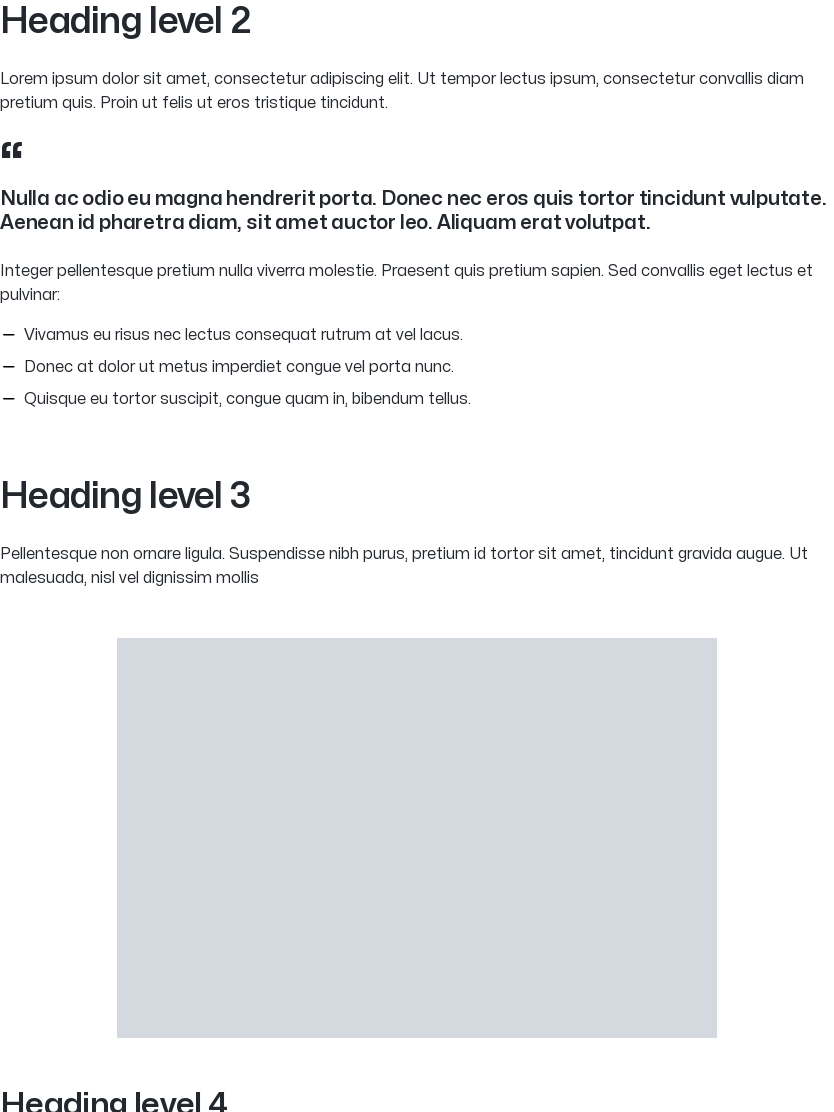 Heading level 2
Lorem ipsum dolor sit amet, consectetur adipiscing elit. Ut tempor lectus ipsum, consectetur convallis diam
pretium quis. Proin ut felis ut eros tristique tincidunt.
“
Nulla ac odio eu magna hendrerit porta. Donec nec eros quis tortor tincidunt vulputate.
Aenean id pharetra diam, sit amet auctor leo. Aliquam erat volutpat.
Integer pellentesque pretium nulla viverra molestie. Praesent quis pretium sapien. Sed convallis eget lectus et
pulvinar:
— Vivamus eu risus nec lectus consequat rutrum at vel lacus.
— Donec at dolor ut metus imperdiet congue vel porta nunc.
— Quisque eu tortor suscipit, congue quam in, bibendum tellus.
Heading level 3
Pellentesque non ornare ligula. Suspendisse nibh purus, pretium id tortor sit amet, tincidunt gravida augue. Ut
malesuada, nisl vel dignissim mollis
Heading level 4